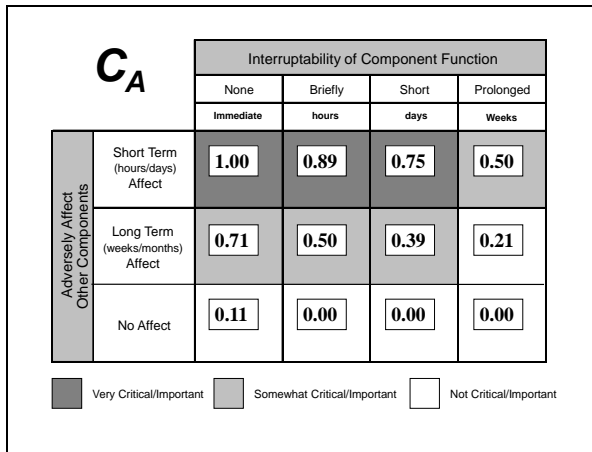 C_A
Interruptability of Component Function
None Briefly Short Prolonged
Immediate hours days Weeks
Adversely Affect
Other Components
Short Term
(hours/days)
Affect
1.00 0.89 0.75 0.50
Long Term
(weeks/months)
Affect
0.71 0.50 0.39 0.21
No Affect
0.11 0.00 0.00 0.00
Very Critical/Important Somewhat Critical/Important Not Critical/Important